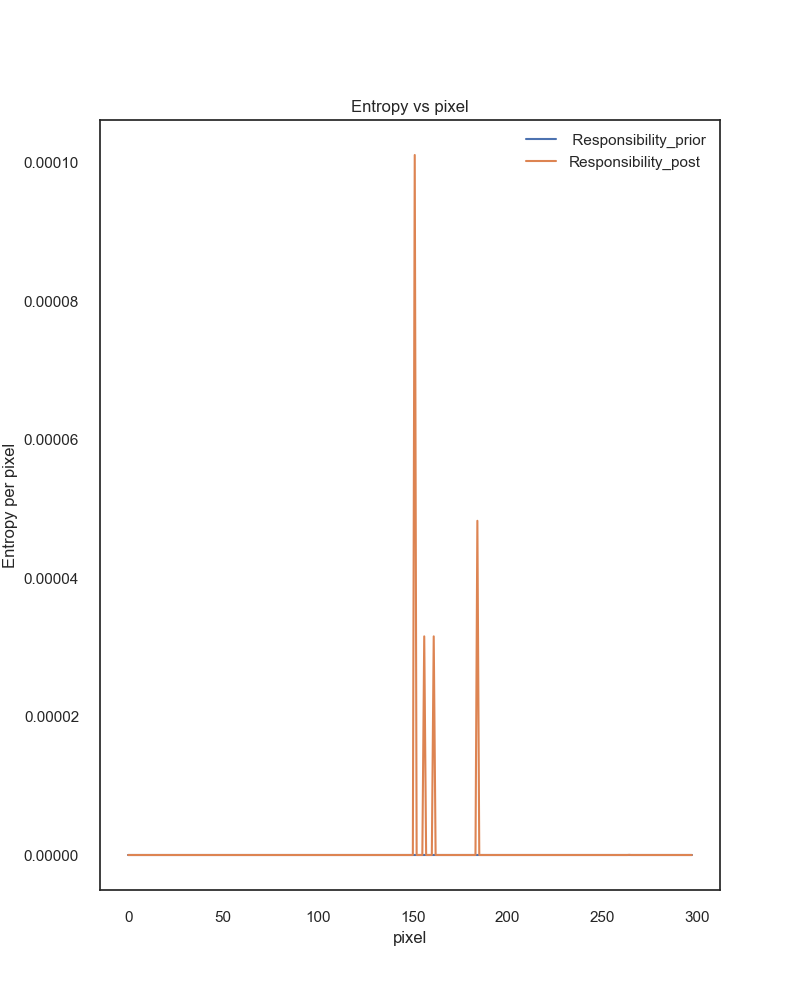 Entropy vs pixel
Responsibility_prior
Responsibility_post
0.00010
0.00008
0.00006
0.00004
0.00002
0.00000
Entropy per pixel
0 50 100 150 200 250 300
pixel